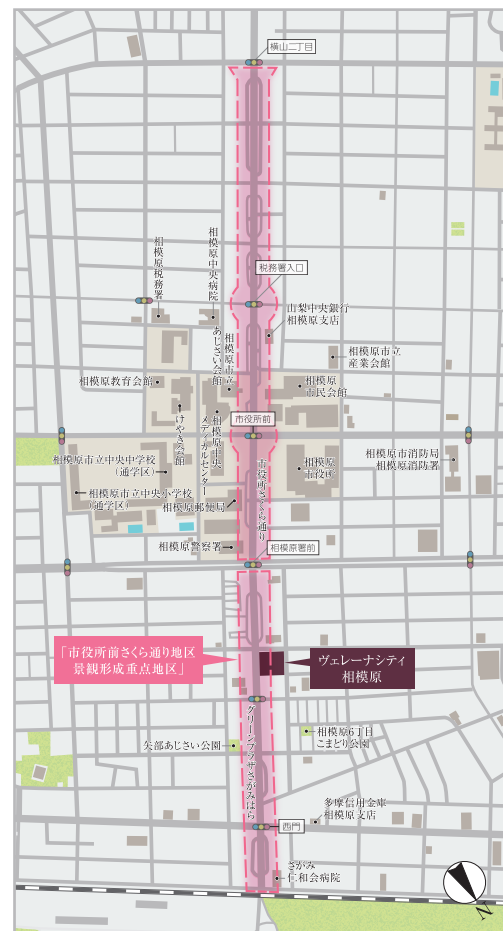 横山二丁目
相模原中央病院
相模原税務署
税務署入口
山梨中央銀行
相模原支店
相模原市立
あじさい会館
相模原市立
産業会館
相模原教育会館
相模原
市民会館
市役所前
けやき会館
相模原中央
メディカルセンター
市役所さくら通り
相模原市立中央中学校
(通学区)
相模原
市役所
相模原市消防局
相模原消防署
相模原市立中央小学校
(通学区)
相模原郵便局
相模原警察署
相模原署前
「市役所前さくら通り地区
景観形成重点地区」
ヴェレーナシティ
相模原
グリーンプラザさがみはら
矢部あじさい公園
相模原6丁目
こまどり公園
多摩信用金庫
相模原支店
西門
さがみ
仁和会病院
N